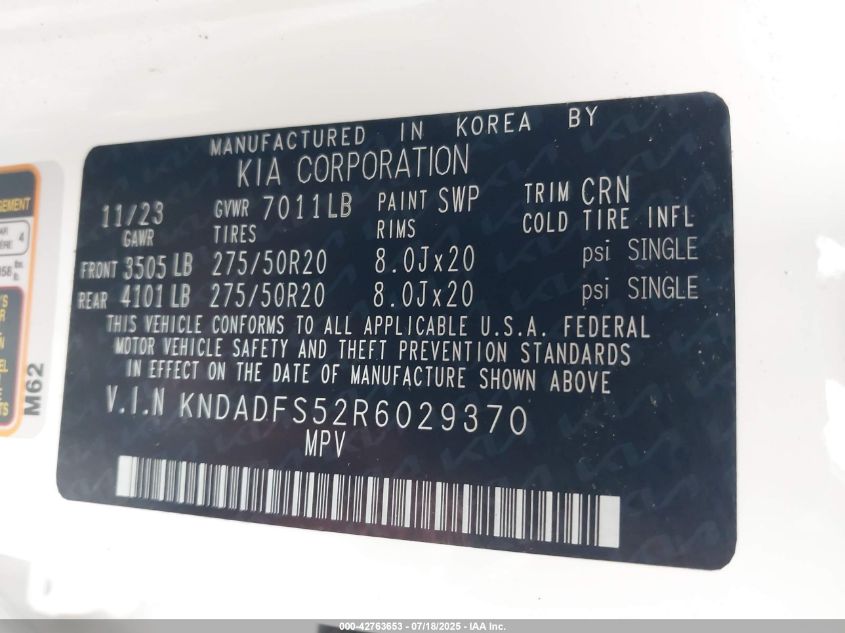 MANUFACTURED IN KOREA BY
KIA CORPORATION
11/23 GVWR 7011LB PAINT SWP TRIM CRN
GAWR TIRES RIMS COLD TIRE INFL
FRONT 3505 LB 275/50R20 8.0Jx20 psi SINGLE
REAR 4101 LB 275/50R20 8.0Jx20 psi SINGLE
THIS VEHICLE CONFORMS TO ALL APPLICABLE U.S.A. FEDERAL
MOTOR VEHICLE SAFETY AND THEFT PREVENTION STANDARDS
IN EFFECT ON THE DATE OF MANUFACTURE SHOWN ABOVE.
V.I.N KNDADFS52R6029370
MPV
M62
4
000-42763653 - 07/18/2025 - IAA Inc.